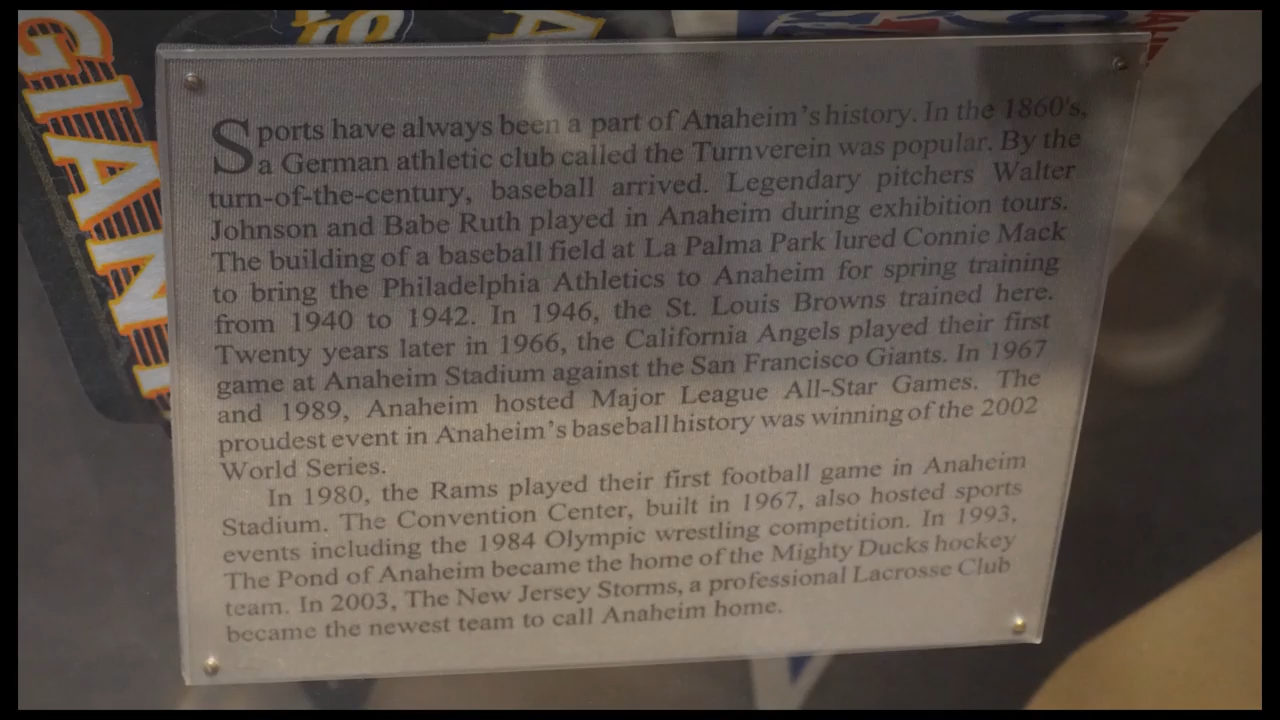 GIANT
Sports have always been a part of Anaheim's history. In the 1860's,
a German athletic club called the Turnverein was popular. By the
turn-of-the-century, baseball arrived. Legendary pitchers Walter
Johnson and Babe Ruth played in Anaheim during exhibition tours.
The building of a baseball field at La Palma Park lured Connie Mack
to bring the Philadelphia Athletics to Anaheim for spring training
from 1940 to 1942. In 1946, the St. Louis Browns trained here.
Twenty years later in 1966, the California Angels played their first
game at Anaheim Stadium against the San Francisco Giants. In 1967
and 1989, Anaheim hosted Major League All-Star Games. The
proudest event in Anaheim's baseball history was winning of the 2002
World Series.
In 1980, the Rams played their first football game in Anaheim
Stadium. The Convention Center, built in 1967, also hosted sports
events including the 1984 Olympic wrestling competition. In 1993,
The Pond of Anaheim became the home of the Mighty Ducks hockey
team. In 2003, The New Jersey Storms, a professional Lacrosse Club
became the newest team to call Anaheim home.